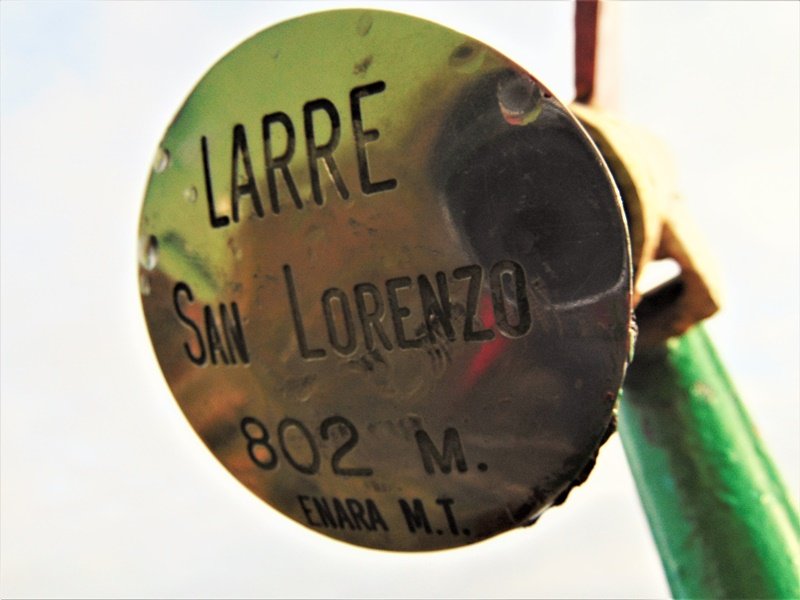 LARRE
SAN LORENZO
802 M.
ENARA M.T.